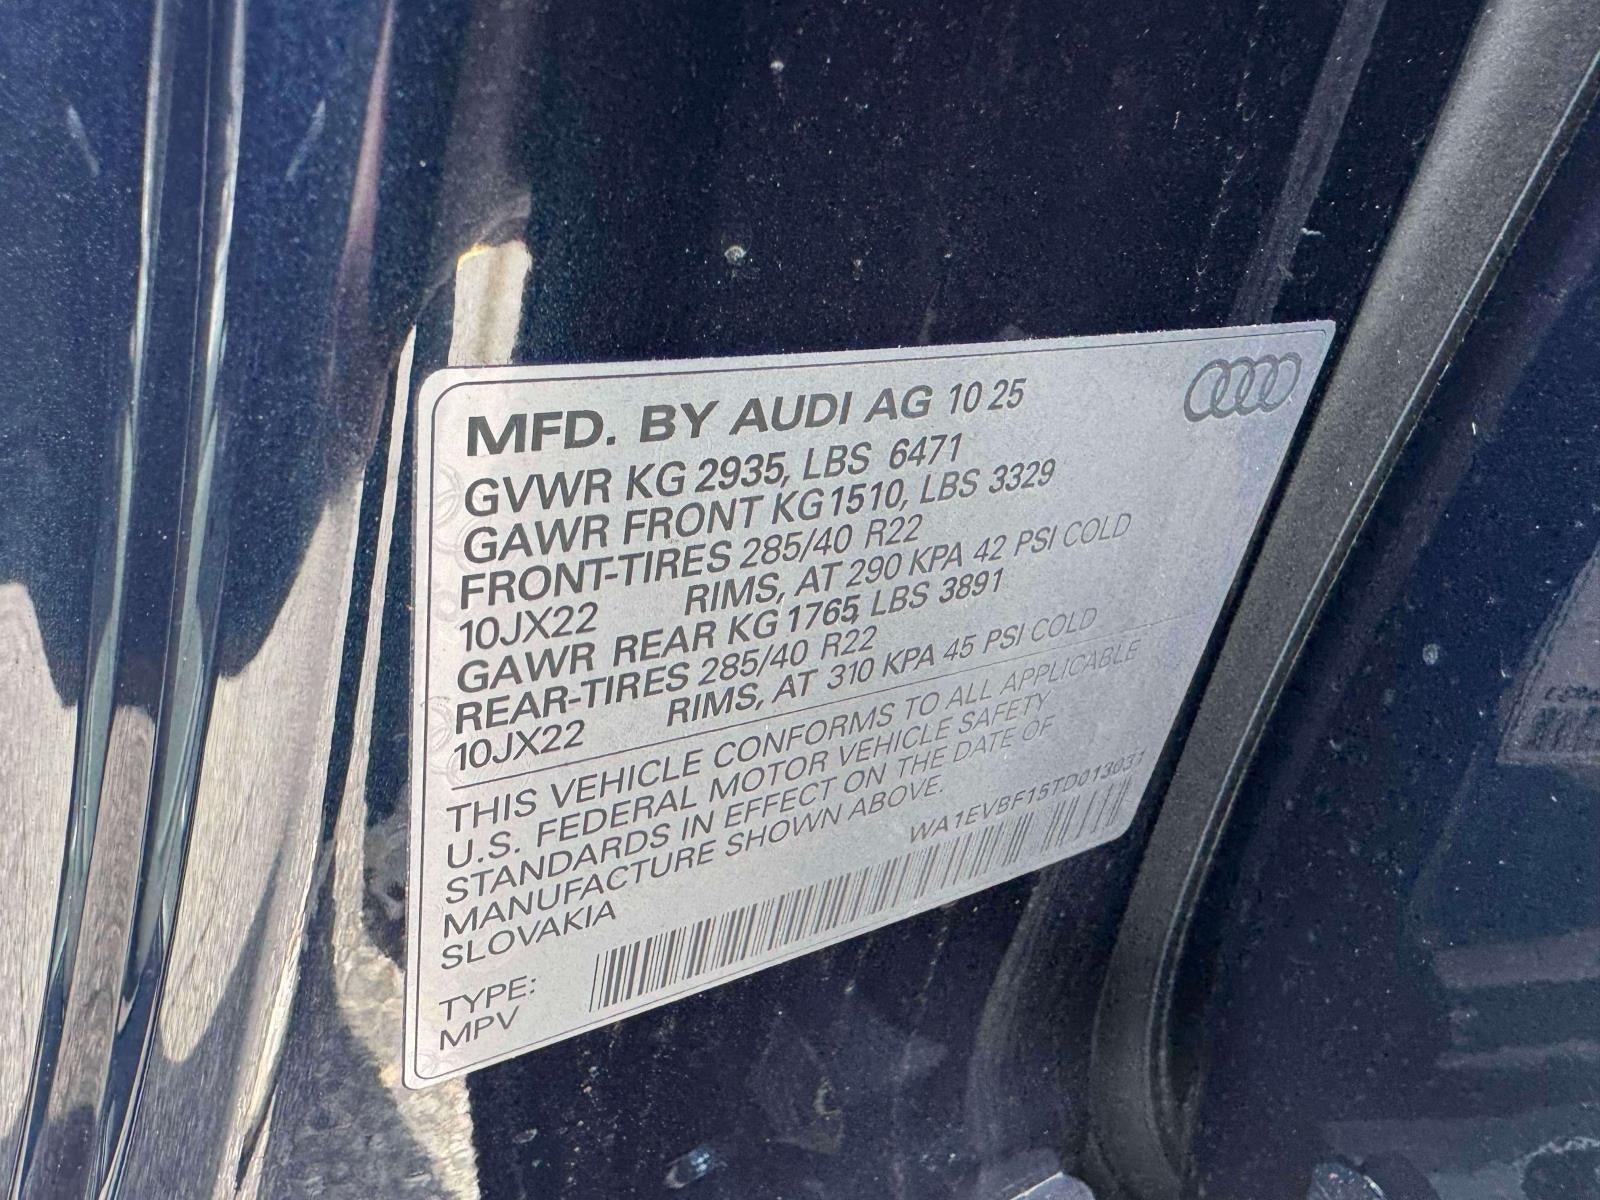 MFD. BY AUDI AG 10 25
GVWR KG 2935, LBS 6471
GAWR FRONT KG 1510, LBS 3329
FRONT-TIRES 285/40 R22
10JX22 RIMS, AT 290 KPA 42 PSI COLD
GAWR REAR KG 1765, LBS 3891
REAR-TIRES 285/40 R22
10JX22 RIMS, AT 310 KPA 45 PSI COLD
THIS VEHICLE CONFORMS TO ALL APPLICABLE
U.S. FEDERAL MOTOR VEHICLE SAFETY
STANDARDS IN EFFECT ON THE DATE OF
MANUFACTURE SHOWN ABOVE.
SLOVAKIA
WA1EVBF15TD013031
TYPE:
MPV